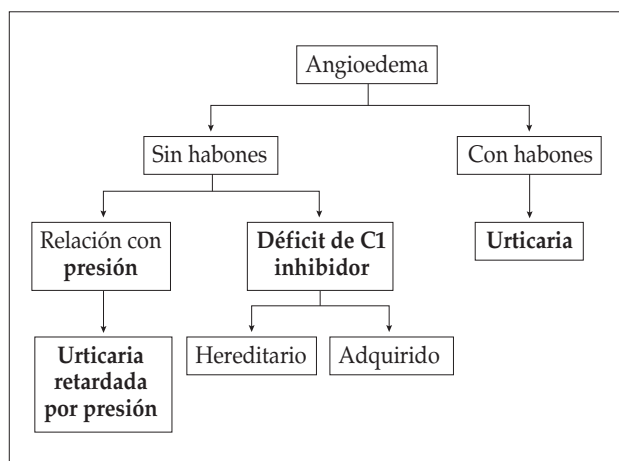 Angioedema
Sin habones
Con habones
Relación con
presión
Déficit de C1
inhibidor
Urticaria
Urticaria
retardada
por presión
Hereditario
Adquirido